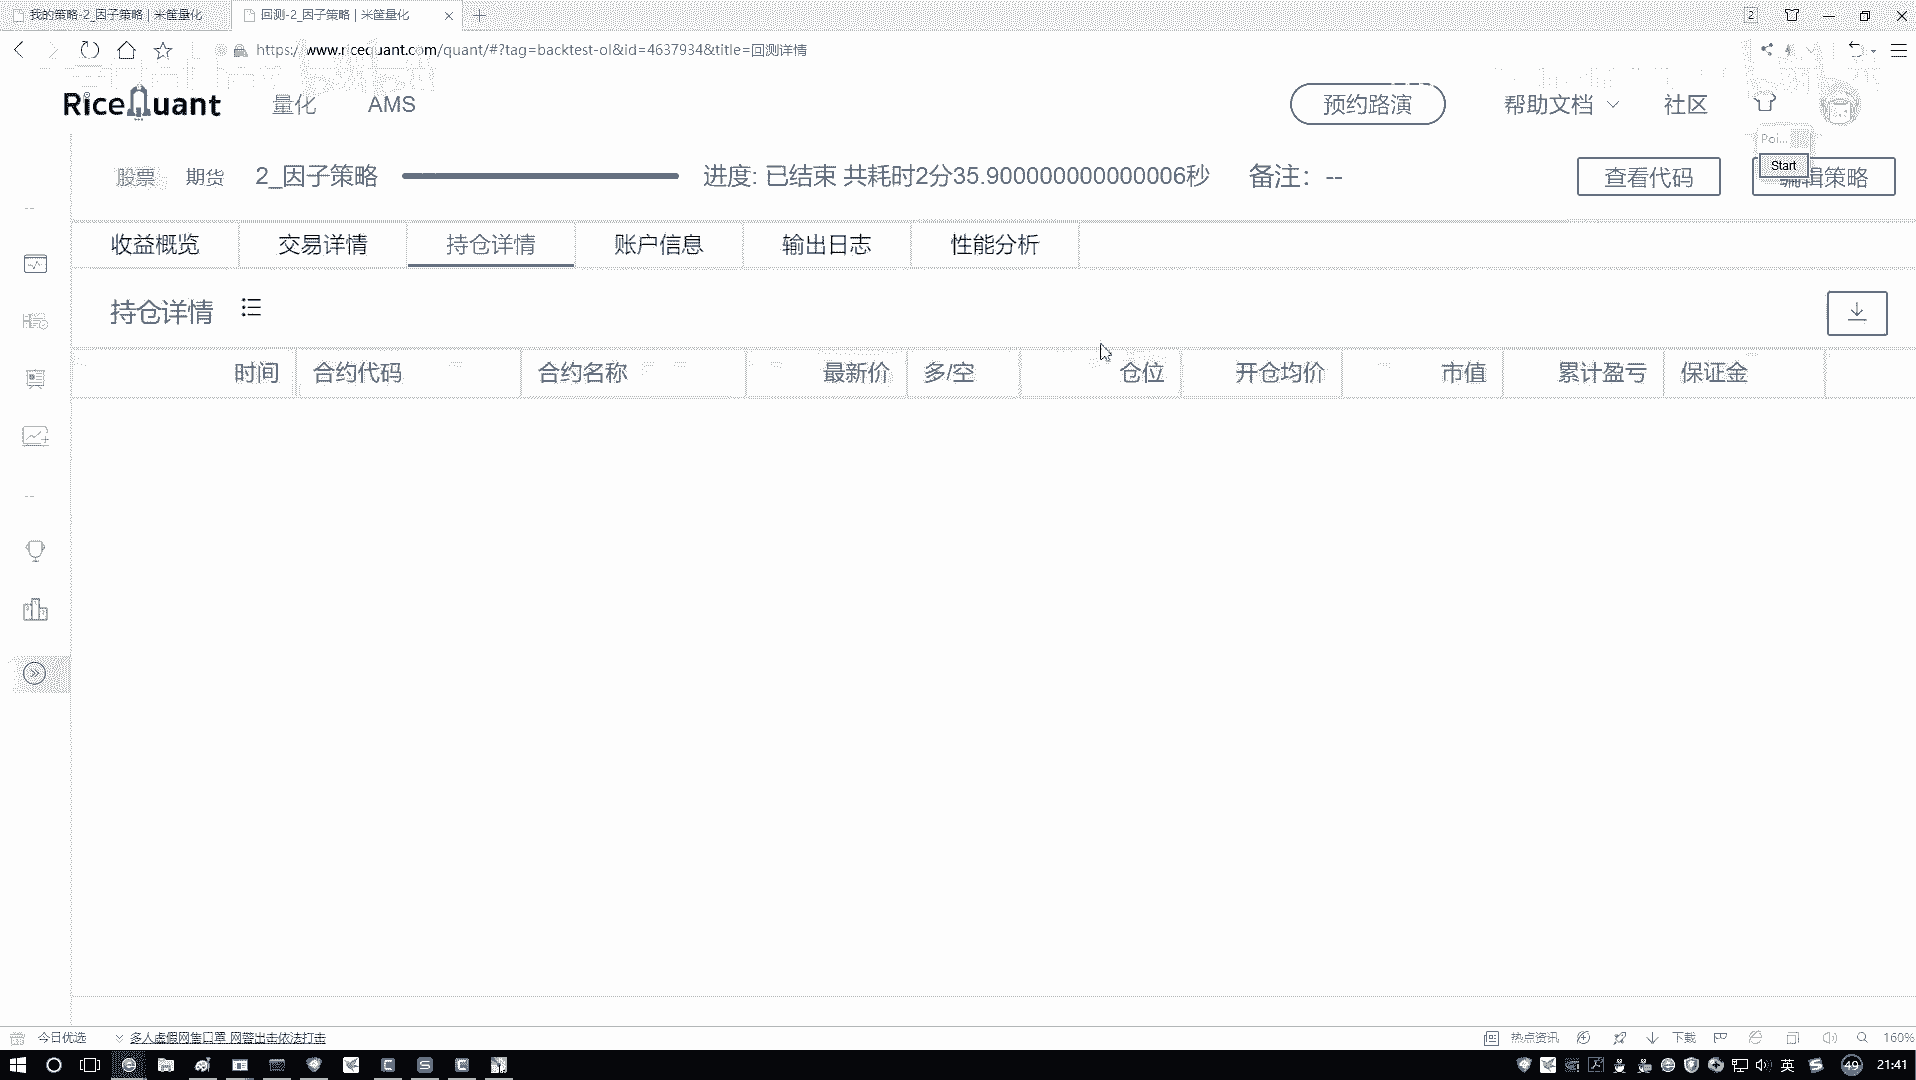 我的策略-2_因子策略 | 米筐量化
回测-2_因子策略 | 米筐量化
2
https://www.ricequant.com/quant/#?tag=backtest-ol&id=4637934&title=回测详情
RiceQuant
量化
AMS
预约路演
帮助文档
社区
Poi...
Start
股票
期货
2_因子策略
进度: 已结束 共耗时2分35.900000000000006秒
备注: --
查看代码
编辑策略
收益概览
交易详情
持仓详情
账户信息
输出日志
性能分析
持仓详情
时间
合约代码
合约名称
最新价
多/空
仓位
开仓均价
市值
累计盈亏
保证金
今日优选
多人虚假网售口罩 网警出击依法打击
热点资讯
下载
160%
英
49
21:41